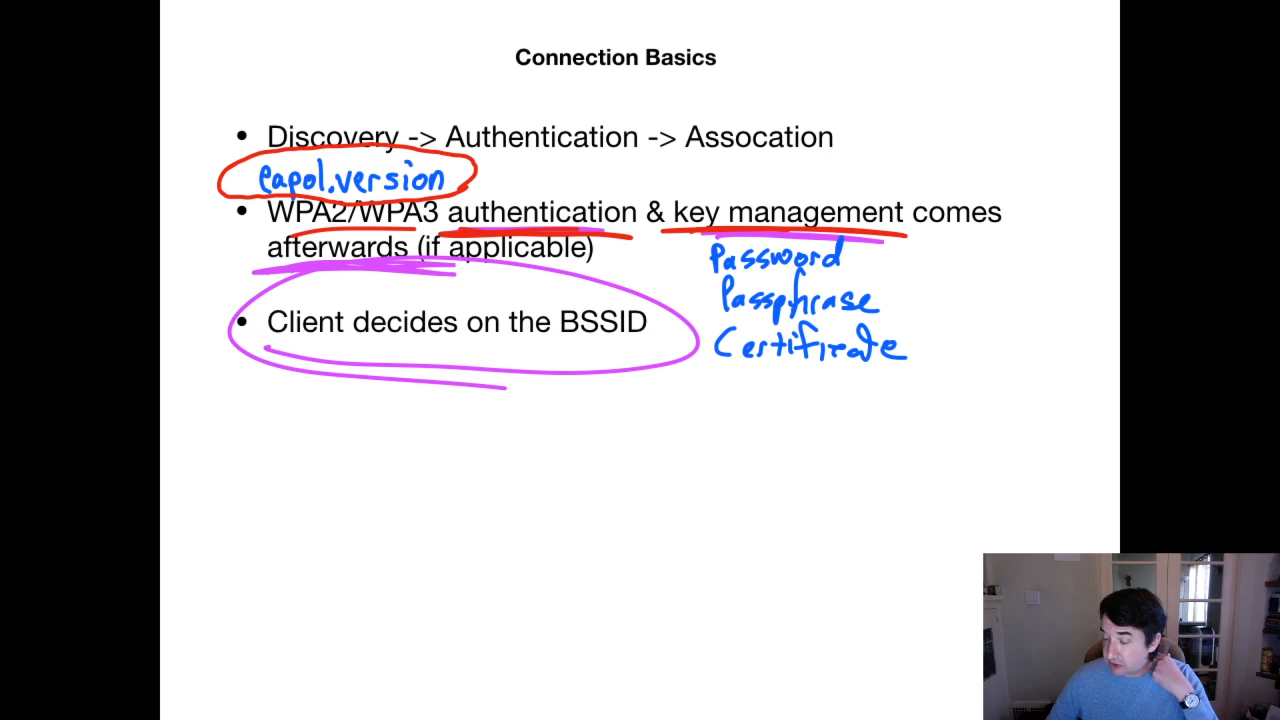 Connection Basics
• Discovery -> Authentication -> Assocation
eapol.version
• WPA2/WPA3 authentication & key management comes
afterwards (if applicable)
Password
Passphrase
• Client decides on the BSSID
Certificate